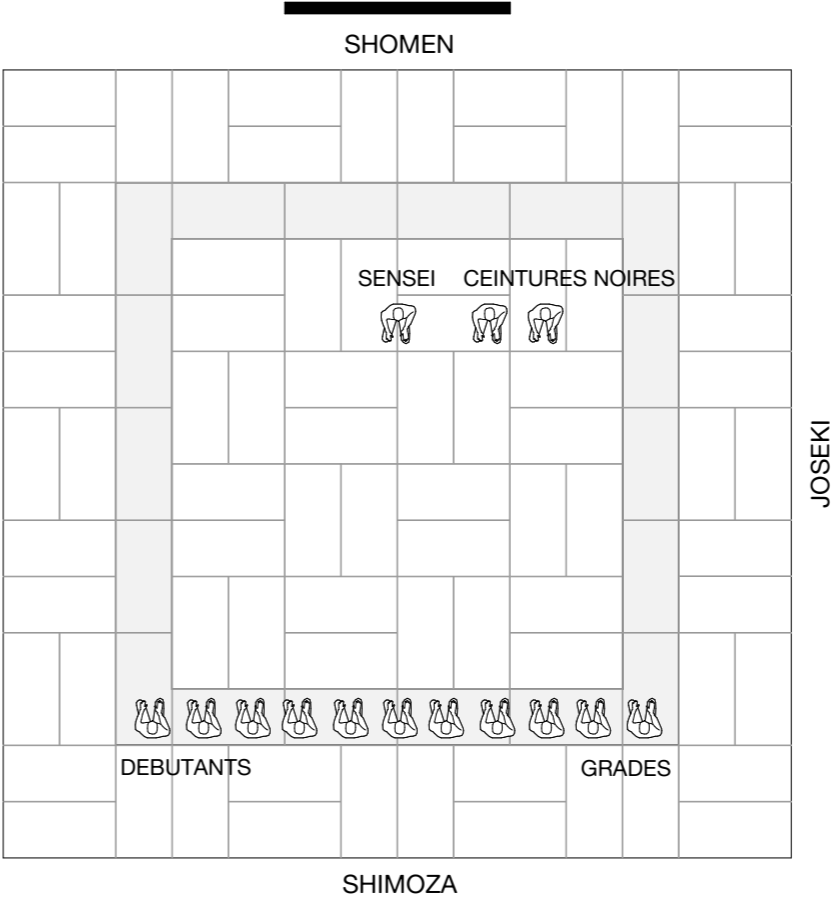 SHOMEN
SENSEI CEINTURES NOIRES
JOSEKI
DEBUTANTS GRADES
SHIMOZA